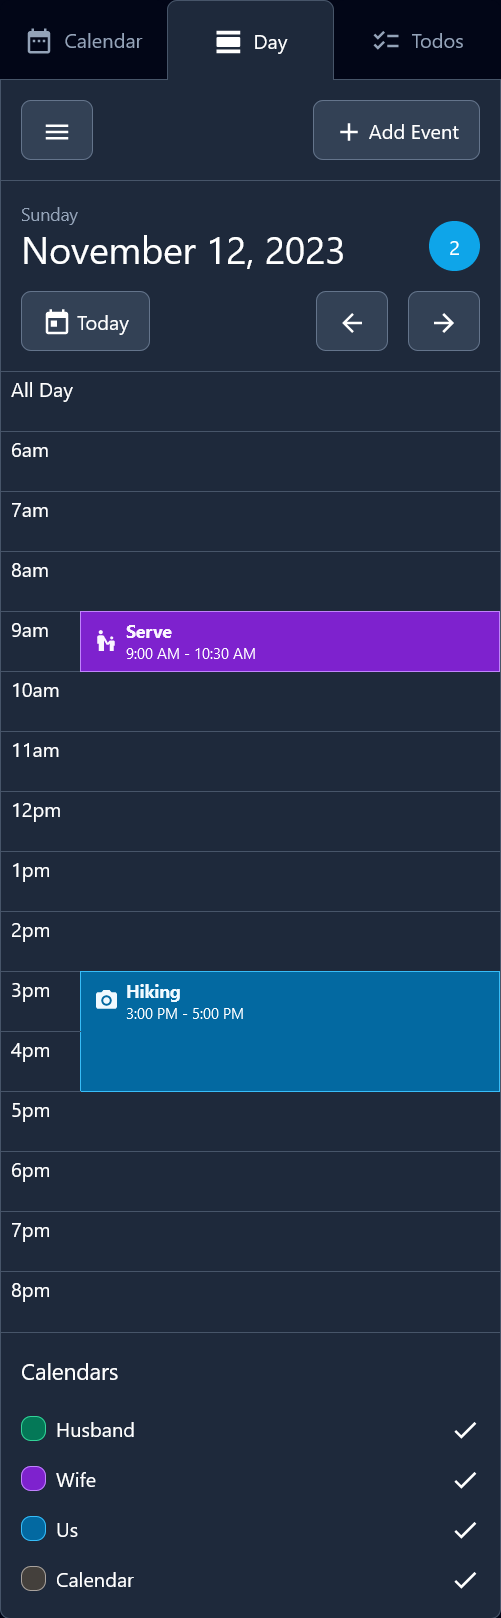 Calendar
Day
Todos
Add Event
Sunday
November 12, 2023
2
Today
All Day
6am
7am
8am
9am
Serve
9:00 AM - 10:30 AM
10am
11am
12pm
1pm
2pm
3pm
Hiking
3:00 PM - 5:00 PM
4pm
5pm
6pm
7pm
8pm
Calendars
Husband
Wife
Us
Calendar